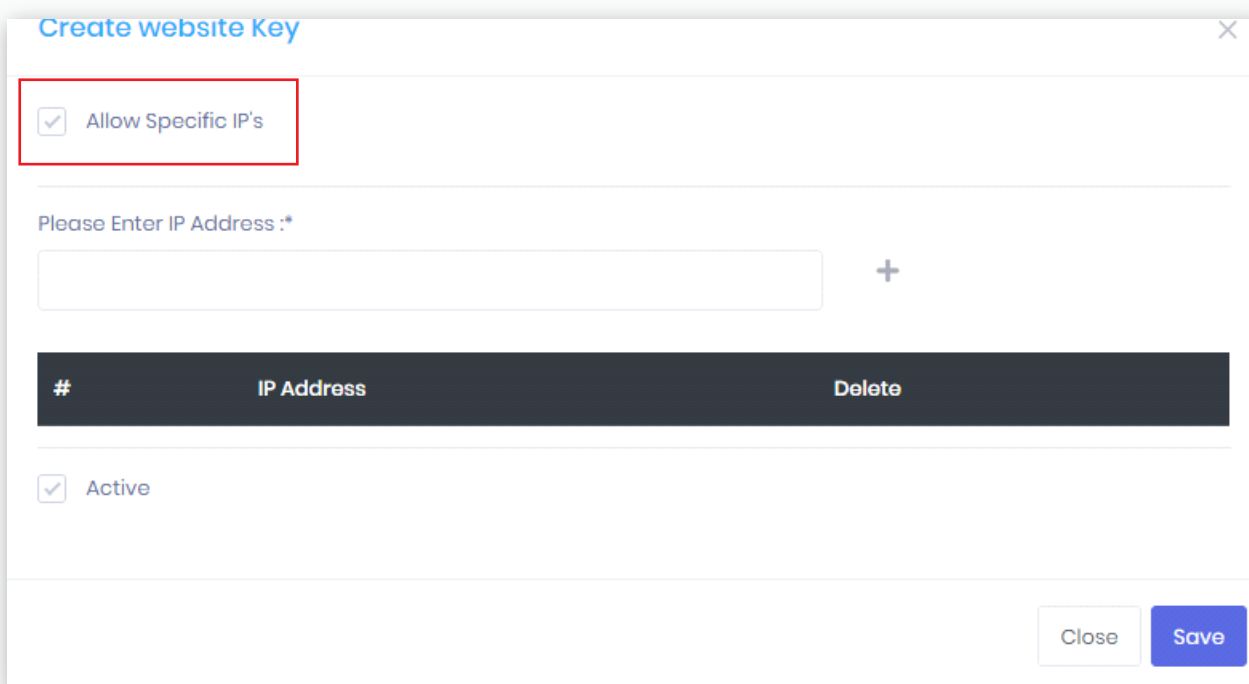 Create website Key
Allow Specific IP's
Please Enter IP Address :*
# IP Address Delete
Active
Close Save